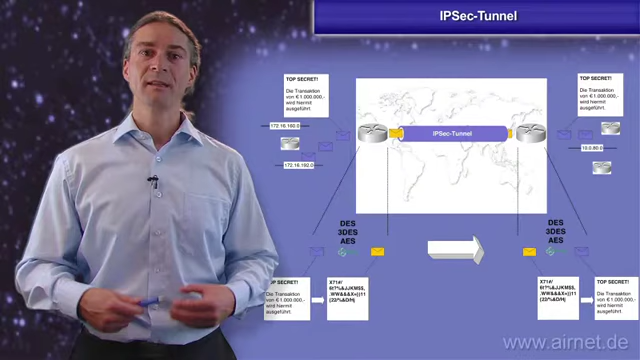 IPSec-Tunnel
TOP SECRET!
Die Transaktion
von € 1.000.000,-
wird hiermit
ausgeführt.
TOP SECRET!
Die Transaktion
von € 1.000.000,-
wird hiermit
ausgeführt.
172.16.160.0
IPSec-Tunnel
10.0.80.0
172.16.192.0
DES
3DES
AES
DES
3DES
AES
TOP SECRET!
Die Transaktion
von € 1.000.000,-
wird hiermit
ausgeführt.
X71#'
TOP SECRET!
Die Transaktion
von € 1.000.000,-
wird hiermit
ausgeführt.
X71#'
www.airnet.de